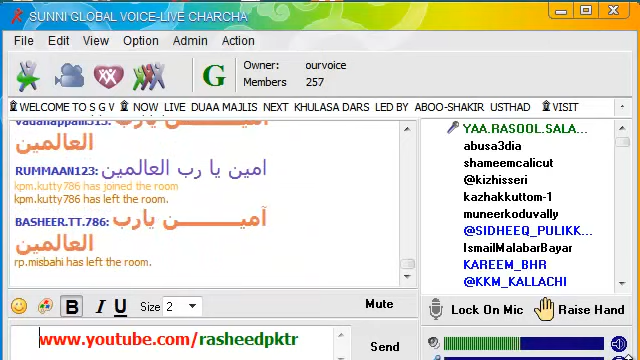 SUNNI GLOBAL VOICE-LIVE CHARCHA
File Edit View Option Admin Action
G
Owner: ourvoice
Members 257
WELCOME TO S G V NOW LIVE DUAA MAJLIS NEXT KHULASA DARS LED BY ABOO-SHAKIR USTHAD VISIT
العالمين
RUMMAAN123: امين يا رب العالمين
kpm.kutty786 has joined the room
kpm.kutty786 has left the room.
BASHEER.TT.786: آميـــــــن يارب
العالمين
rp.misbahi has left the room.
YAA.RASOOL.SALA...
abusa3dia
shameemcalicut
@kizhisseri
kazhakkuttom-1
muneerkoduvally
@SIDHEEQ_PULIKK...
IsmailMalabarBayar
KAREEM_BHR
@KKM_KALLACHI
B I U Size 2
Mute
Lock On Mic
Raise Hand
www.youtube.com/rasheedpktr
Send